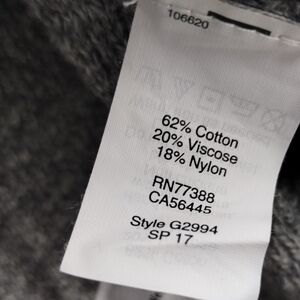 106620
62% Cotton
20% Viscose
18% Nylon
RN77388
CA56445
Style G2994
SP 17